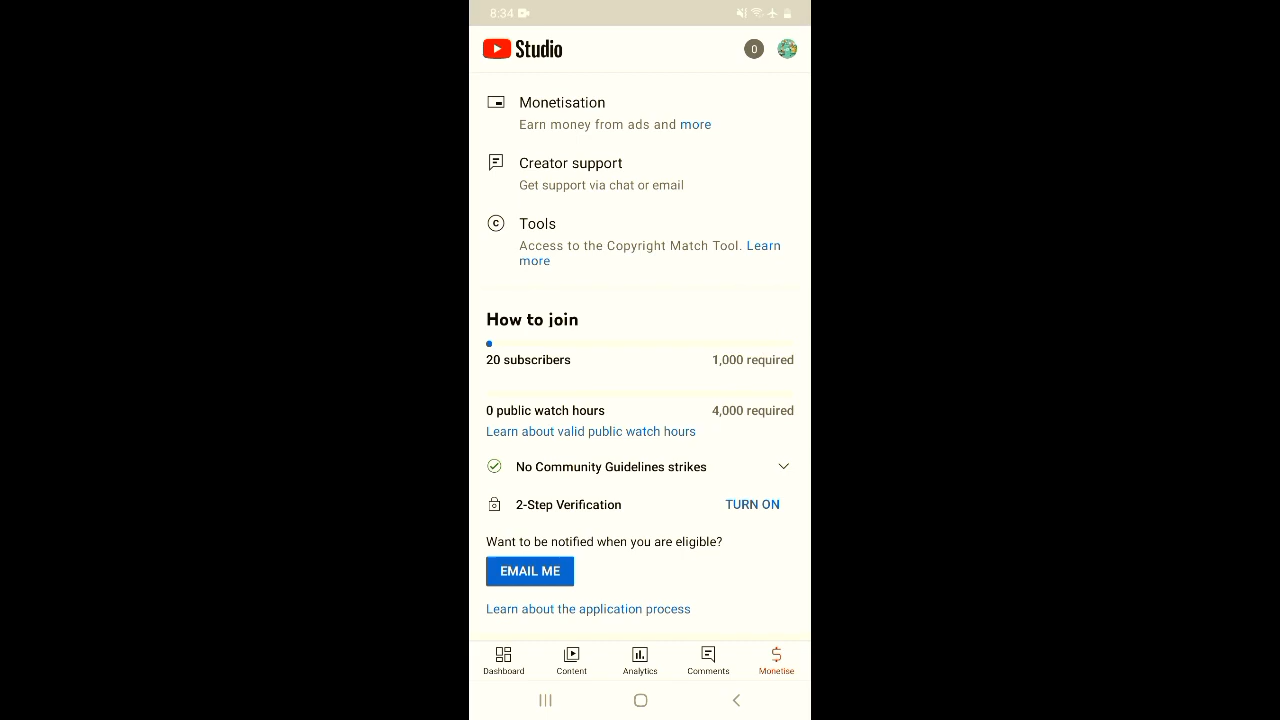 8:34
Studio
0
Monetisation
Earn money from ads and more
Creator support
Get support via chat or email
C
Tools
Access to the Copyright Match Tool. Learn
more
How to join
20 subscribers 1,000 required
0 public watch hours 4,000 required
Learn about valid public watch hours
No Community Guidelines strikes
2-Step Verification TURN ON
Want to be notified when you are eligible?
EMAIL ME
Learn about the application process
Dashboard Content Analytics Comments Monetise